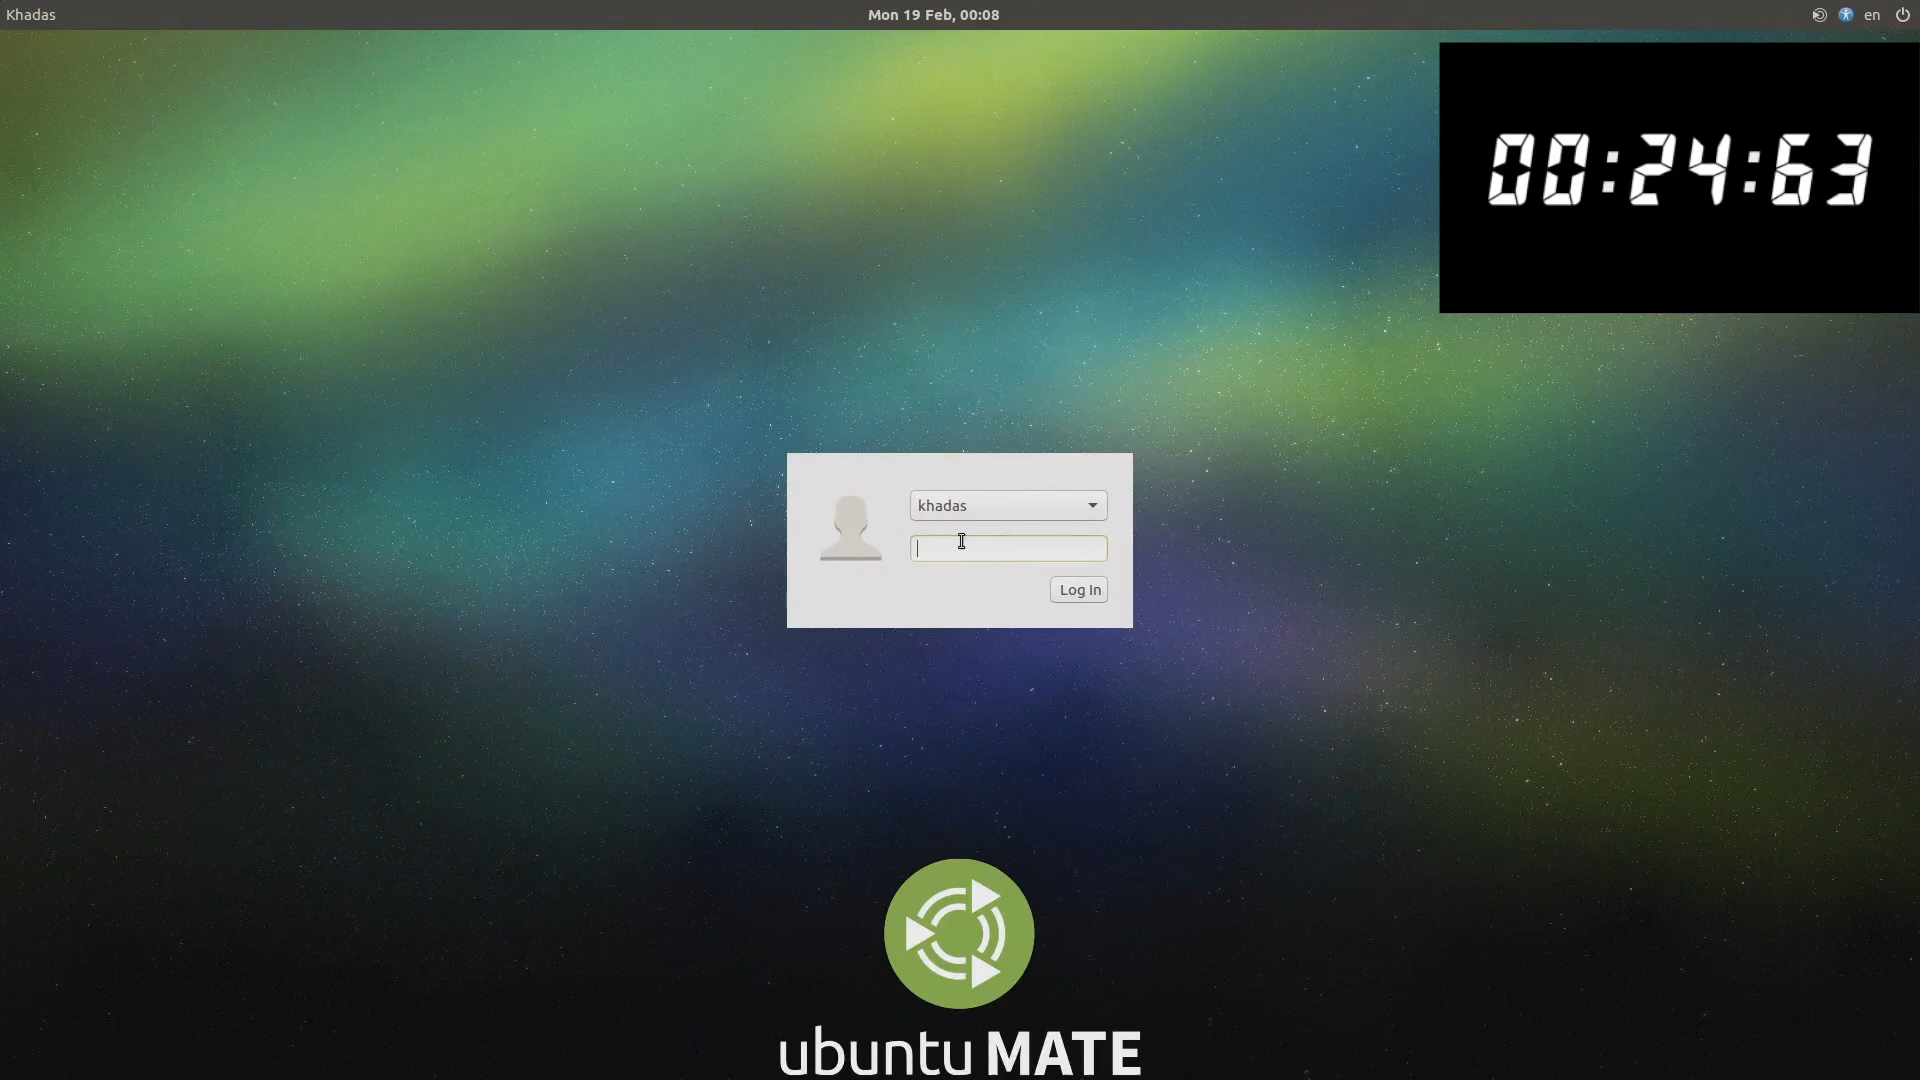 Khadas
Mon 19 Feb, 00:08
en
00:24:63
khadas
Log In
ubuntu MATE